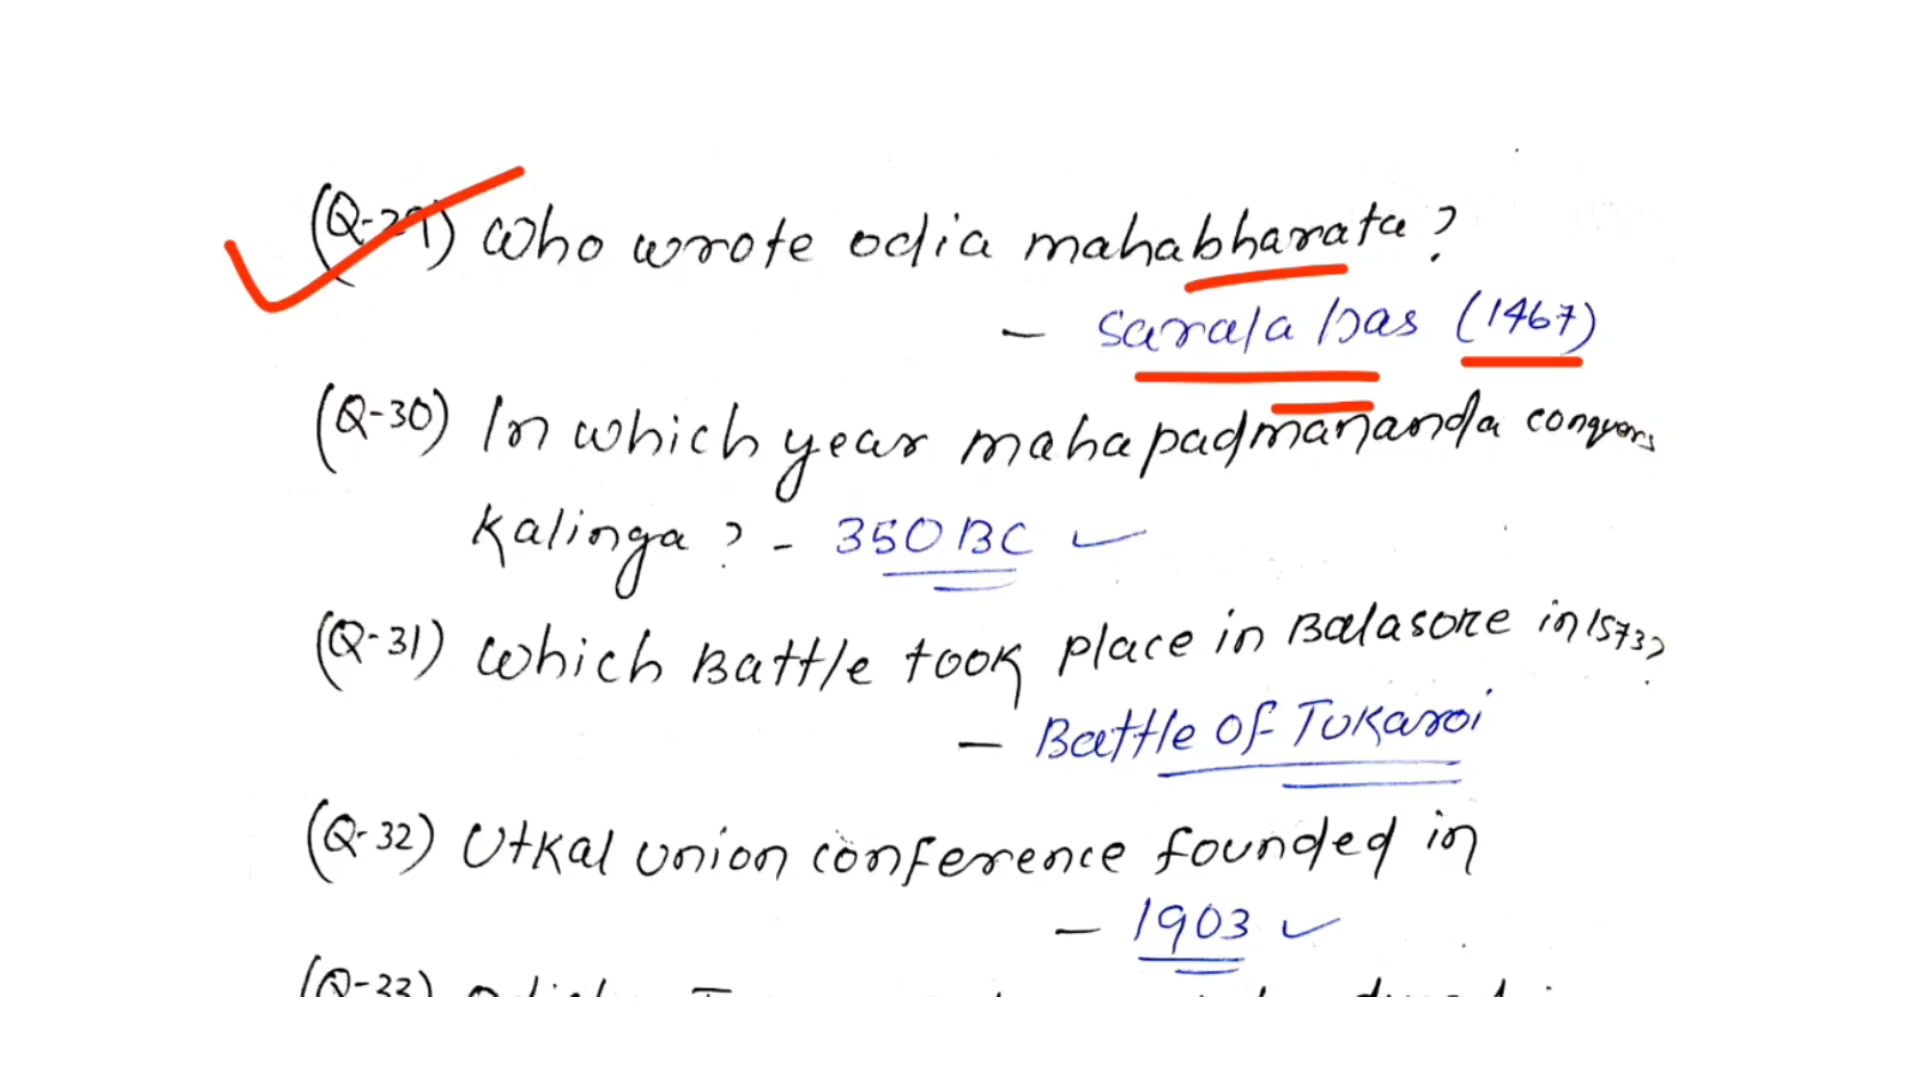 (Q-29) Who wrote odia mahabharata?
- Sarala Das (1467)
(Q-30) In which year mahapadmananda conquers
Kalinga? - 350 BC
(Q-31) Which Battle took place in Balasore in 1573?
- Battle of Tukaroi
(Q-32) Utkal union conference founded in
- 1903
(Q-33)